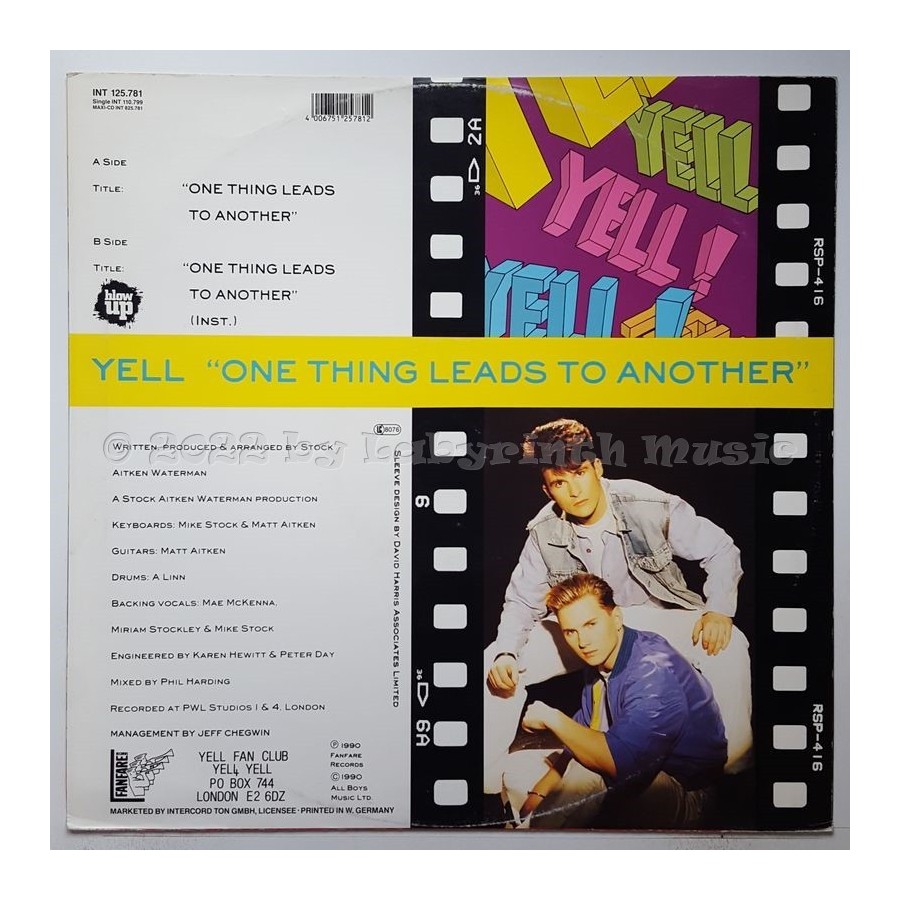 INT 125.781
Single INT 110.799
MAXI-CD INT 825.781
4 006751 257812
A SIDE
TITLE: "ONE THING LEADS
TO ANOTHER"
B SIDE
TITLE: "ONE THING LEADS
TO ANOTHER"
(INST.)
blow
up
36 2A
YELL
YELL!
YELL!
RSP-416
YELL "ONE THING LEADS TO ANOTHER"
© 2022 by Labyrinth Music
8076
WRITTEN, PRODUCED & ARRANGED BY STOCK
AITKEN WATERMAN
A STOCK AITKEN WATERMAN PRODUCTION
KEYBOARDS: MIKE STOCK & MATT AITKEN
GUITARS: MATT AITKEN
DRUMS: A LINN
BACKING VOCALS: MAE MCKENNA,
MIRIAM STOCKLEY & MIKE STOCK
ENGINEERED BY KAREN HEWITT & PETER DAY
MIXED BY PHIL HARDING
RECORDED AT PWL STUDIOS 1 & 4, LONDON
MANAGEMENT BY JEFF CHEGWIN
SLEEVE DESIGN BY DAVID HARRIS ASSOCIATES LIMITED
6
36 6A
RSP-416
FANFARE
YELL FAN CLUB
YEL4 YELL
PO BOX 744
LONDON E2 6DZ
℗ 1990
FANFARE
RECORDS
© 1990
ALL BOYS
MUSIC LTD.
MARKETED BY INTERCORD TON GMBH, LICENSEE · PRINTED IN W. GERMANY